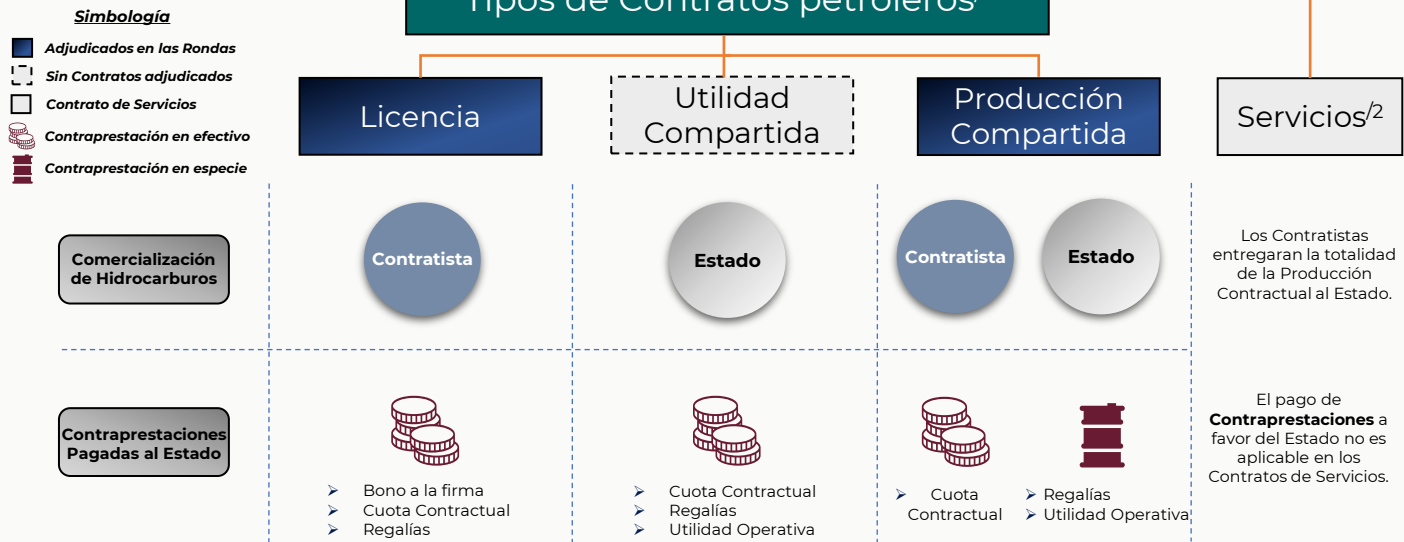 Simbología
Adjudicados en las Rondas
Sin Contratos adjudicados
Contrato de Servicios
Contraprestación en efectivo
Contraprestación en especie
Tipos de Contratos petroleros
Licencia
Utilidad
Compartida
Producción
Compartida
Servicios/2
Comercialización
de Hidrocarburos
Contratista
Estado
Contratista
Estado
Los Contratistas
entregaran la totalidad
de la Producción
Contractual al Estado.
Contraprestaciones
Pagadas al Estado
Bono a la firma
Cuota Contractual
Regalías
Cuota Contractual
Regalías
Utilidad Operativa
Cuota
Contractual
Regalías
Utilidad Operativa
El pago de
Contraprestaciones a
favor del Estado no es
aplicable en los
Contratos de Servicios.